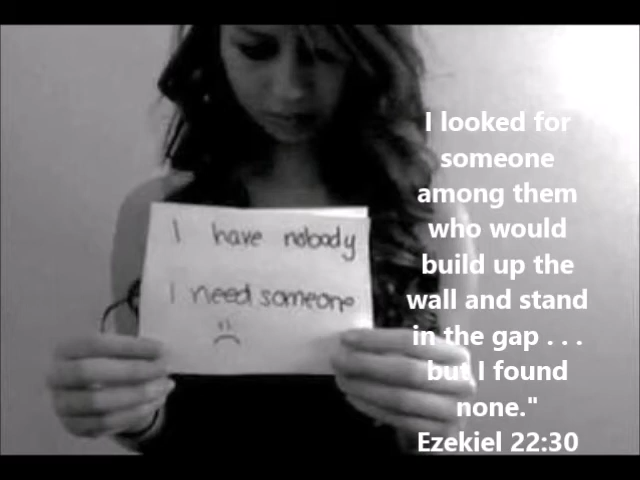 I have nobody
I need someone
:(
I looked for
someone
among them
who would
build up the
wall and stand
in the gap . . .
but I found
none."
Ezekiel 22:30